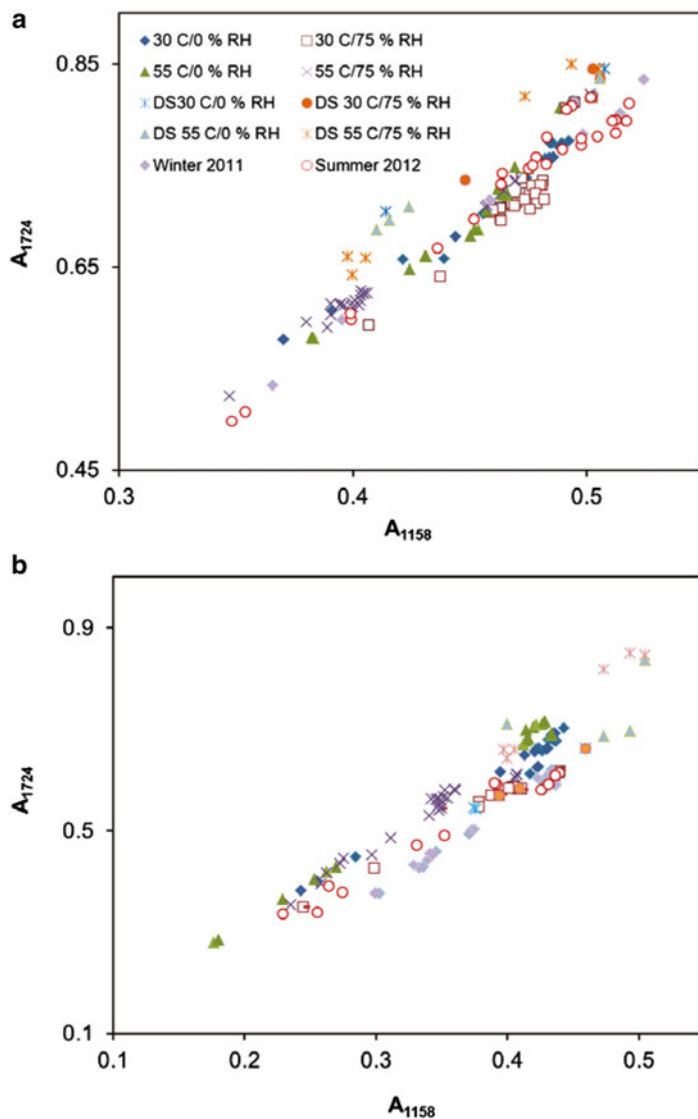 a
30 C/0 % RH
30 C/75 % RH
55 C/0 % RH
55 C/75 % RH
DS30 C/0 % RH
DS 30 C/75 % RH
DS 55 C/0 % RH
DS 55 C/75 % RH
Winter 2011
Summer 2012
0.85
0.65
0.45
A1724
0.3 0.4 0.5
A1158
b
0.9
0.5
0.1
A1724
0.1 0.2 0.3 0.4 0.5
A1158